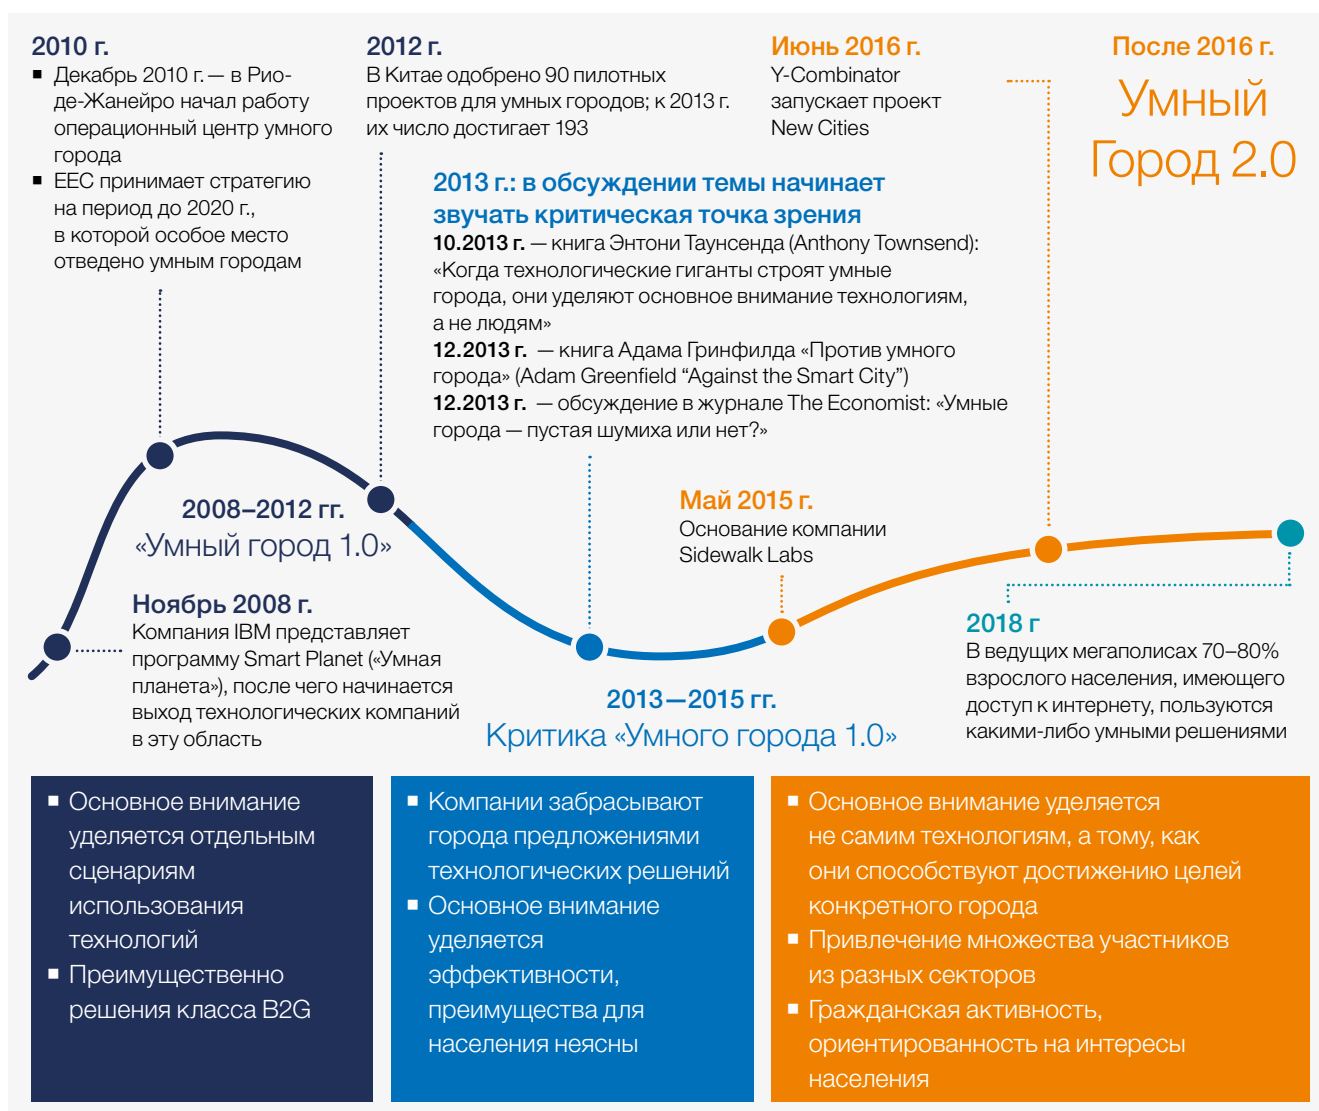 2010 г.
▪ Декабрь 2010 г. — в Рио-
де-Жанейро начал работу
операционный центр умного
города
▪ ЕЕС принимает стратегию
на период до 2020 г.,
в которой особое место
отведено умным городам
2012 г.
В Китае одобрено 90 пилотных
проектов для умных городов; к 2013 г.
их число достигает 193
Июнь 2016 г.
Y-Combinator
запускает проект
New Cities
После 2016 г.
Умный
Город 2.0
2013 г.: в обсуждении темы начинает
звучать критическая точка зрения
10.2013 г. — книга Энтони Таунсенда (Anthony Townsend):
«Когда технологические гиганты строят умные
города, они уделяют основное внимание технологиям,
а не людям»
12.2013 г. — книга Адама Гринфилда «Против умного
города» (Adam Greenfield “Against the Smart City”)
12.2013 г. — обсуждение в журнале The Economist: «Умные
города — пустая шумиха или нет?»
2008–2012 гг.
«Умный город 1.0»
Май 2015 г.
Основание компании
Sidewalk Labs
Ноябрь 2008 г.
Компания IBM представляет
программу Smart Planet («Умная
планета»), после чего начинается
выход технологических компаний
в эту область
2013—2015 гг.
Критика «Умного города 1.0»
2018 г
В ведущих мегаполисах 70–80%
взрослого населения, имеющего
доступ к интернету, пользуются
какими-либо умными решениями
▪ Основное внимание
уделяется отдельным
сценариям
использования
технологий
▪ Преимущественно
решения класса B2G
▪ Компании забрасывают
города предложениями
технологических решений
▪ Основное внимание
уделяется
эффективности,
преимущества для
населения неясны
▪ Основное внимание уделяется
не самим технологиям, а тому, как
они способствуют достижению целей
конкретного города
▪ Привлечение множества участников
из разных секторов
▪ Гражданская активность,
ориентированность на интересы
населения